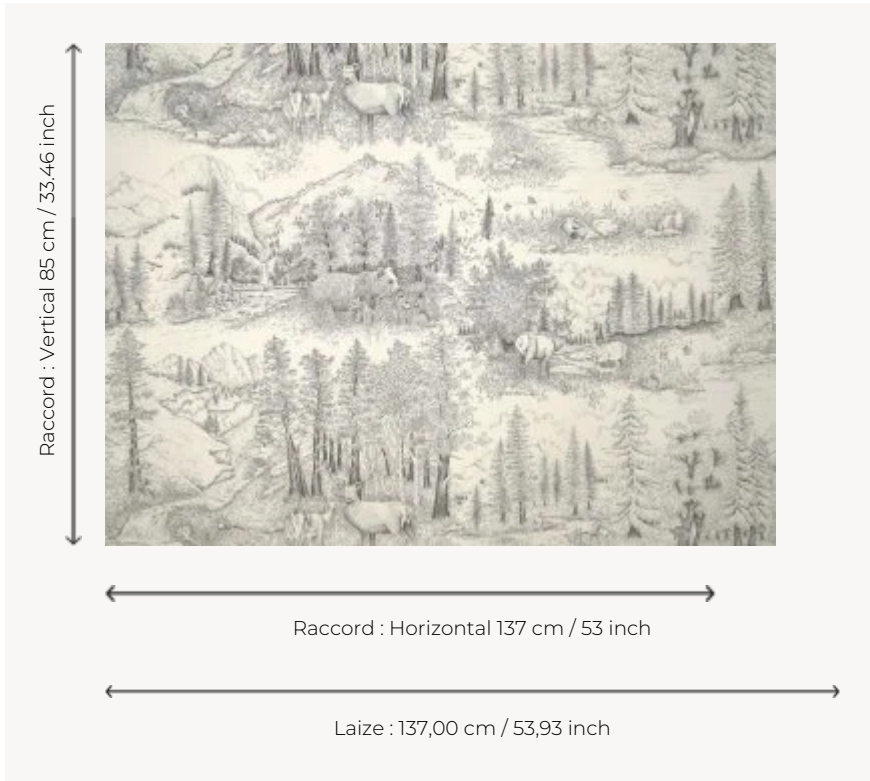 Raccord : Vertical 85 cm / 33.46 inch
Raccord : Horizontal 137 cm / 53 inch
Laize : 137,00 cm / 53,93 inch